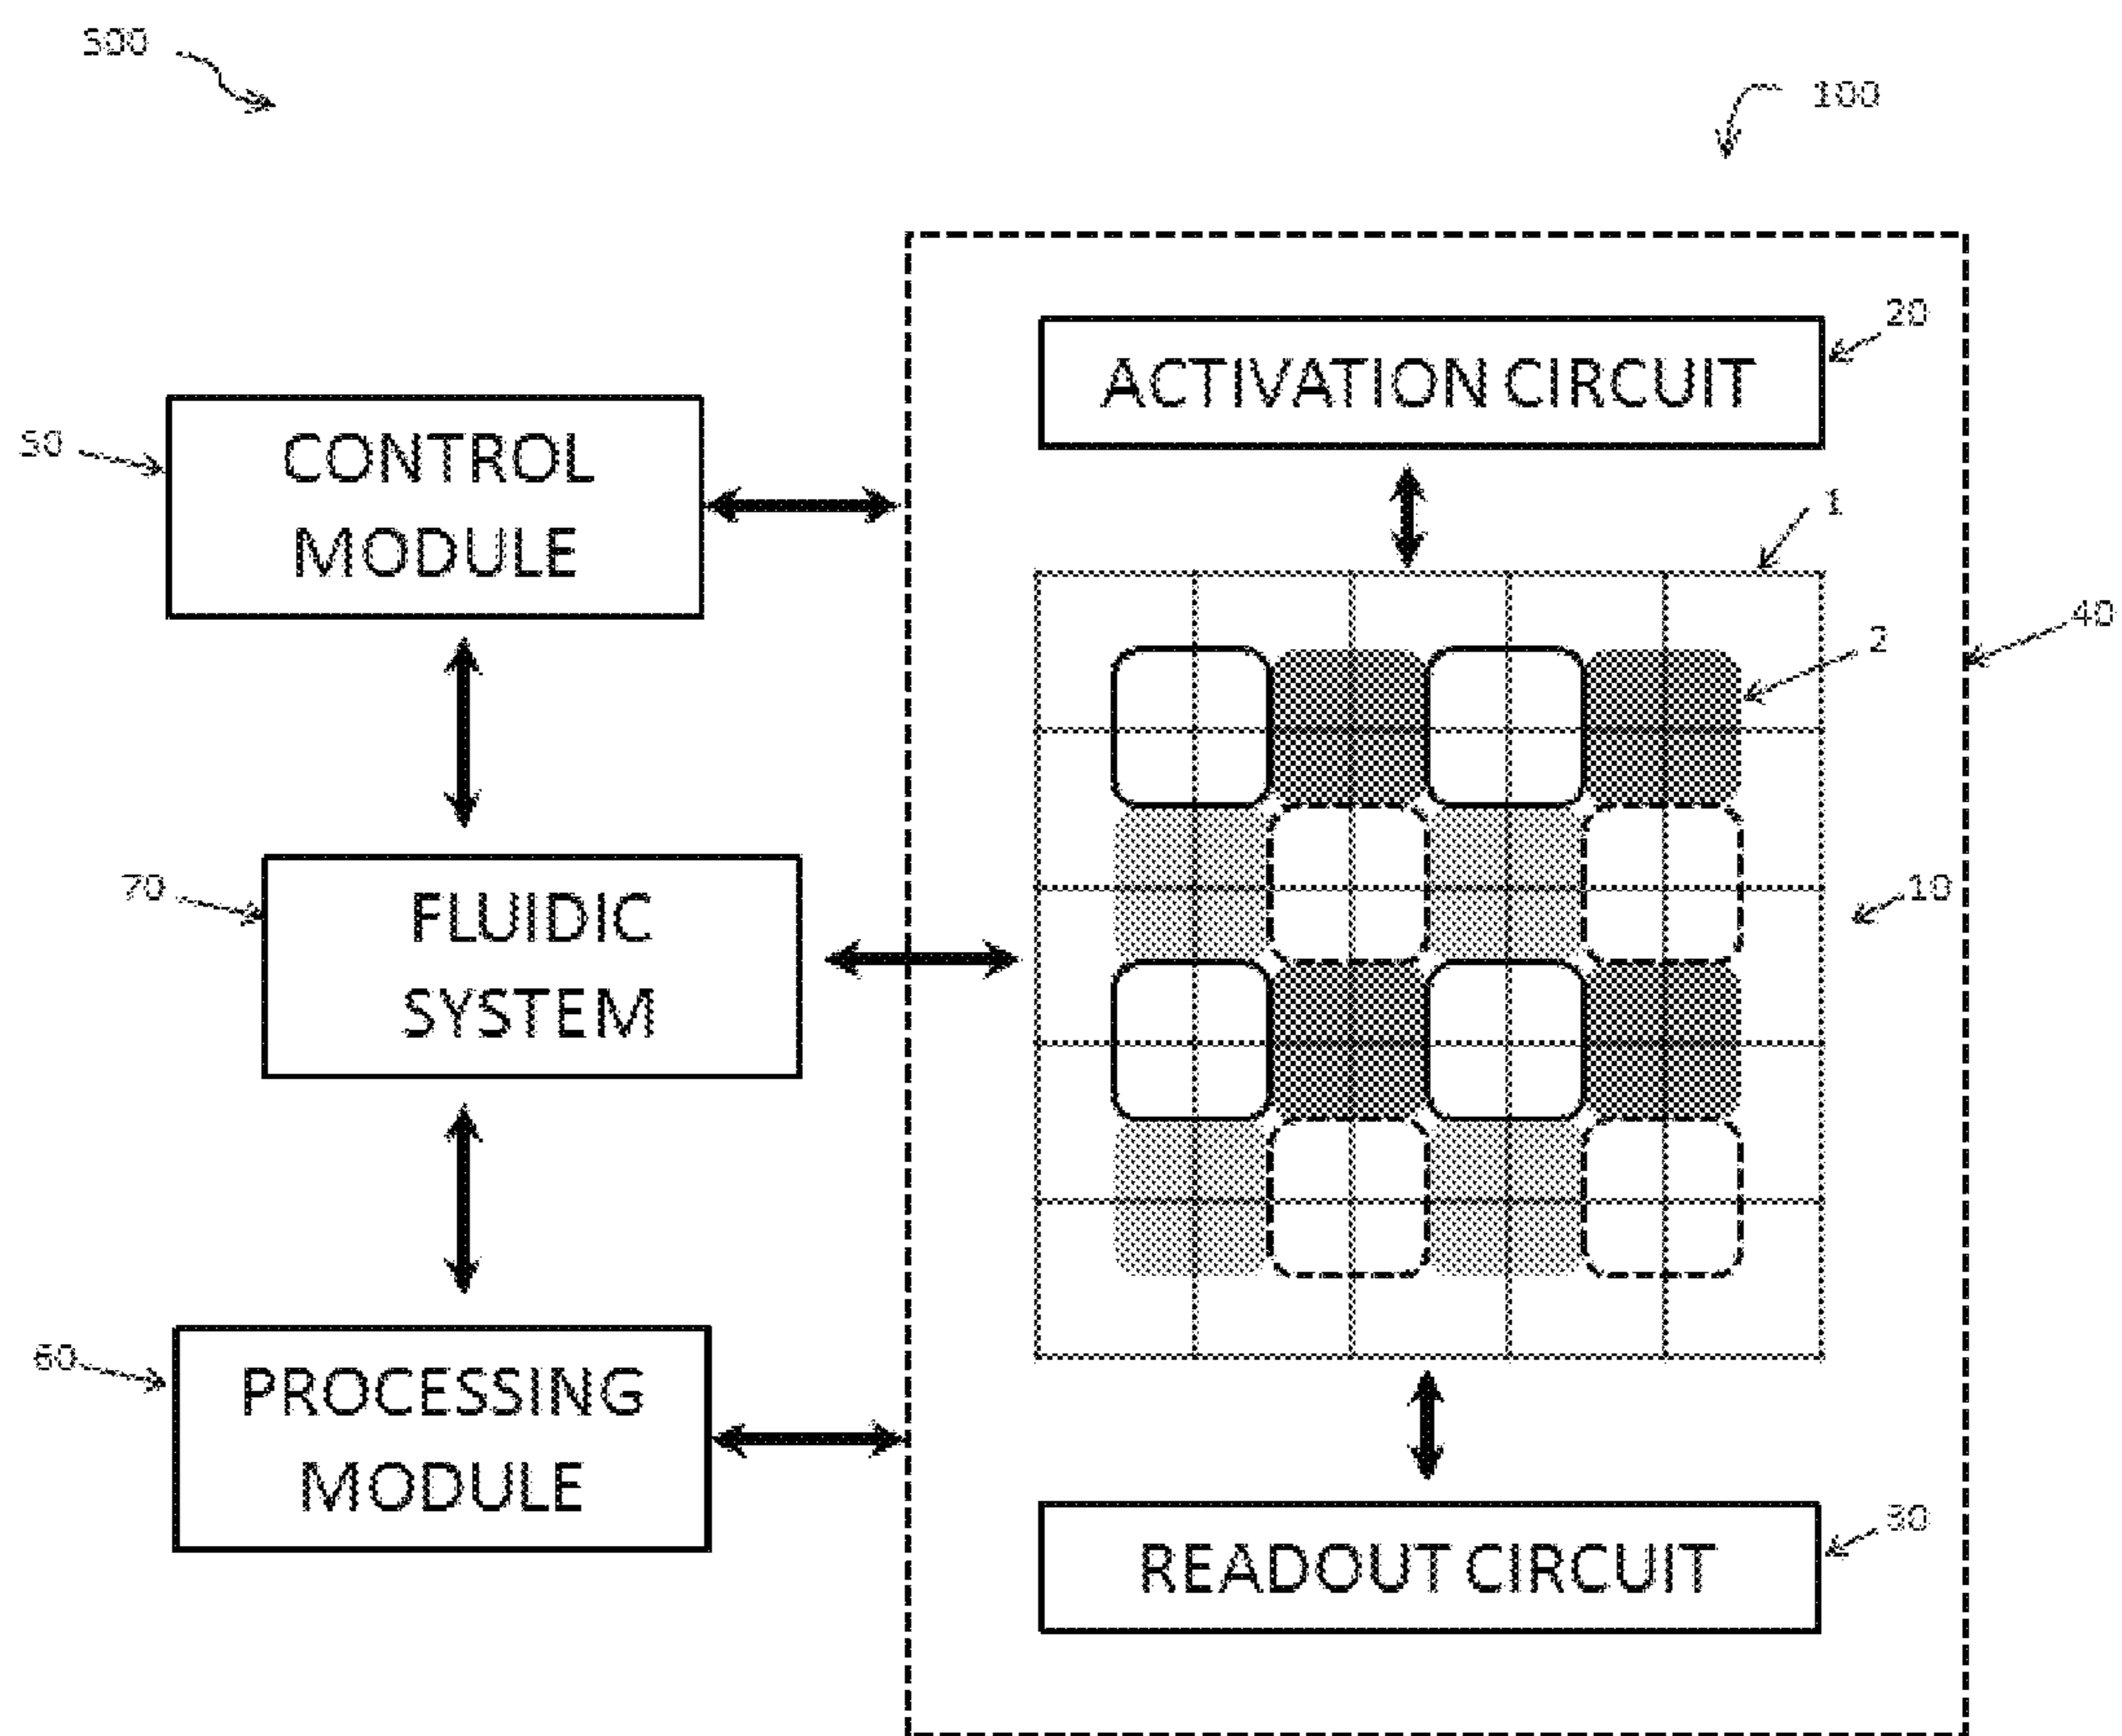 500
100
20
ACTIVATION CIRCUIT
50
CONTROL
MODULE
1
40
2
70
FLUIDIC
SYSTEM
10
60
PROCESSING
MODULE
30
READOUT CIRCUIT